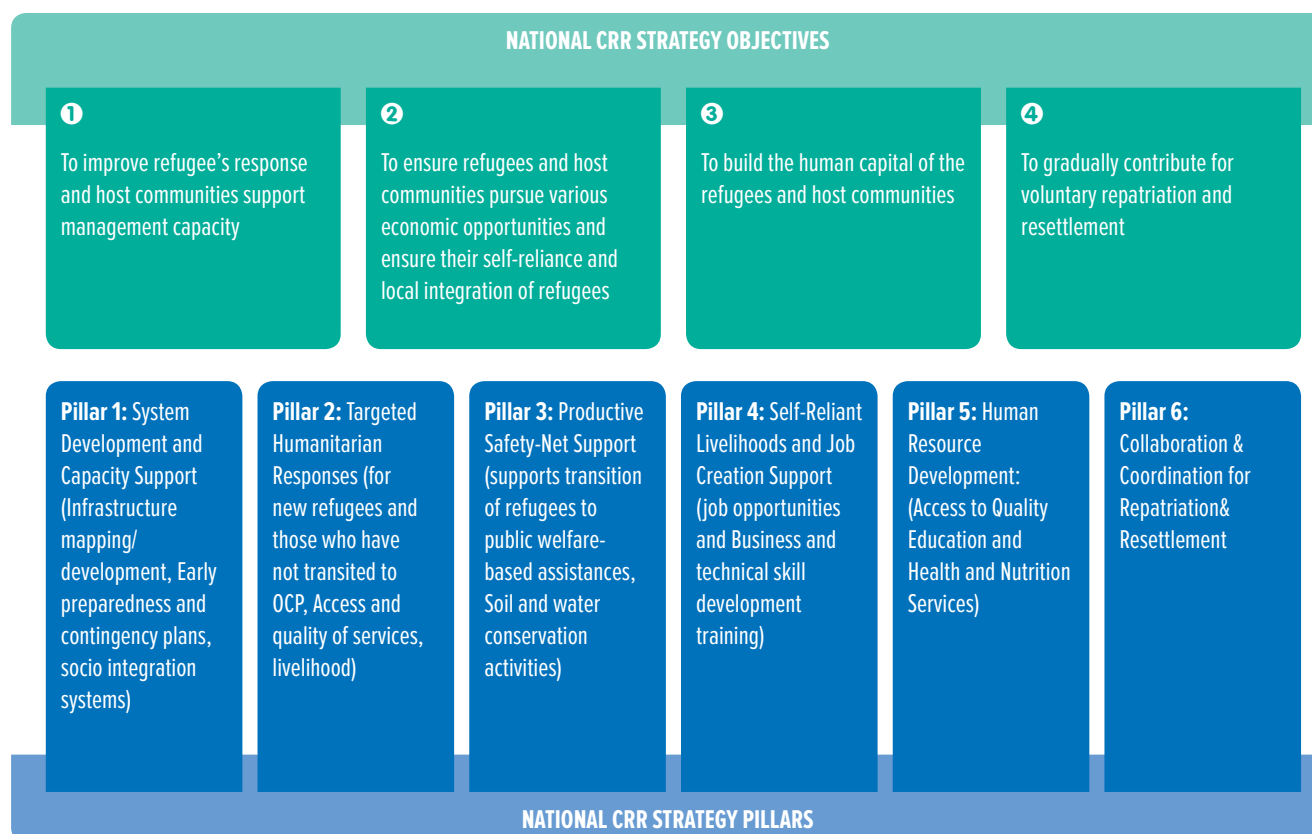 NATIONAL CRR STRATEGY OBJECTIVES
1
To improve refugee's response
and host communities support
management capacity
2
To ensure refugees and host
communities pursue various
economic opportunities and
ensure their self-reliance and
local integration of refugees
3
To build the human capital of the
refugees and host communities
4
To gradually contribute for
voluntary repatriation and
resettlement
Pillar 1: System
Development and
Capacity Support
(Infrastructure
mapping/
development, Early
preparedness and
contingency plans,
socio integration
systems)
Pillar 2: Targeted
Humanitarian
Responses (for
new refugees and
those who have
not transited to
OCP, Access and
quality of services,
livelihood)
Pillar 3: Productive
Safety-Net Support
(supports transition
of refugees to
public welfare-
based assistances,
Soil and water
conservation
activities)
Pillar 4: Self-Reliant
Livelihoods and Job
Creation Support
(job opportunities
and Business and
technical skill
development
training)
Pillar 5: Human
Resource
Development:
(Access to Quality
Education and
Health and Nutrition
Services)
Pillar 6:
Collaboration &
Coordination for
Repatriation&
Resettlement
NATIONAL CRR STRATEGY PILLARS